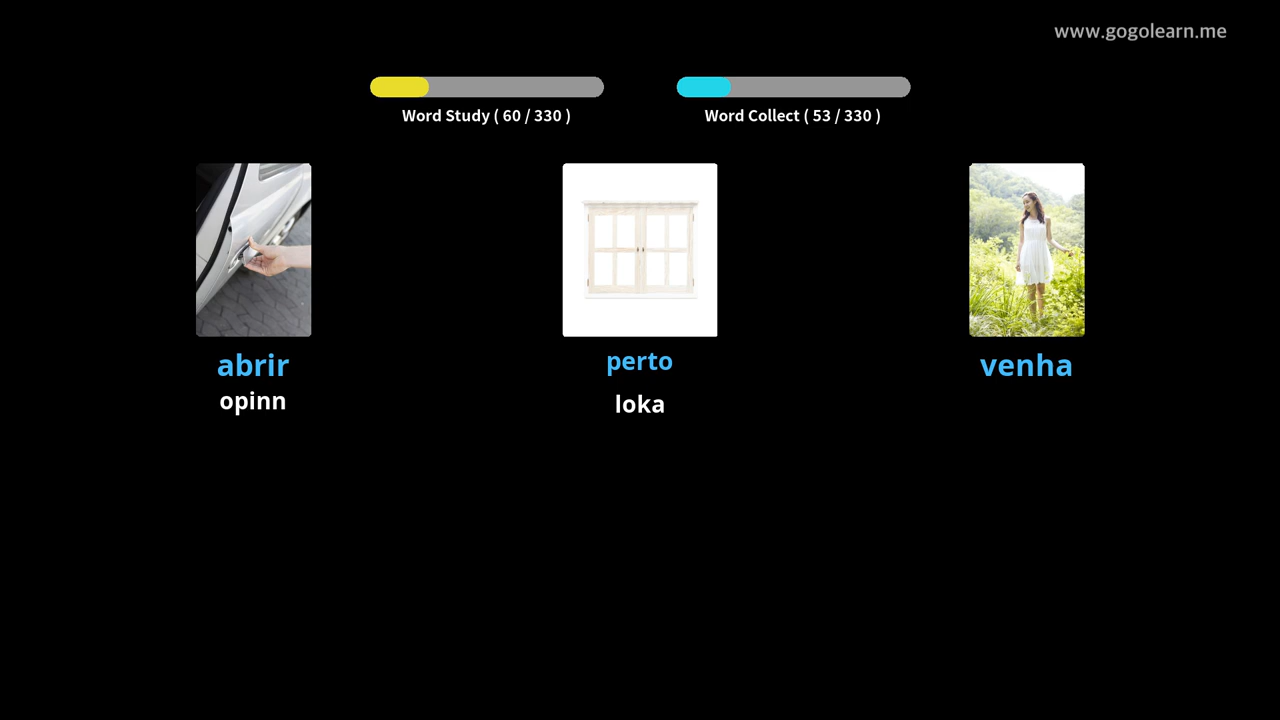 www.gogolearn.me
Word Study ( 60 / 330 )
Word Collect ( 53 / 330 )
abrir
opinn
perto
loka
venha